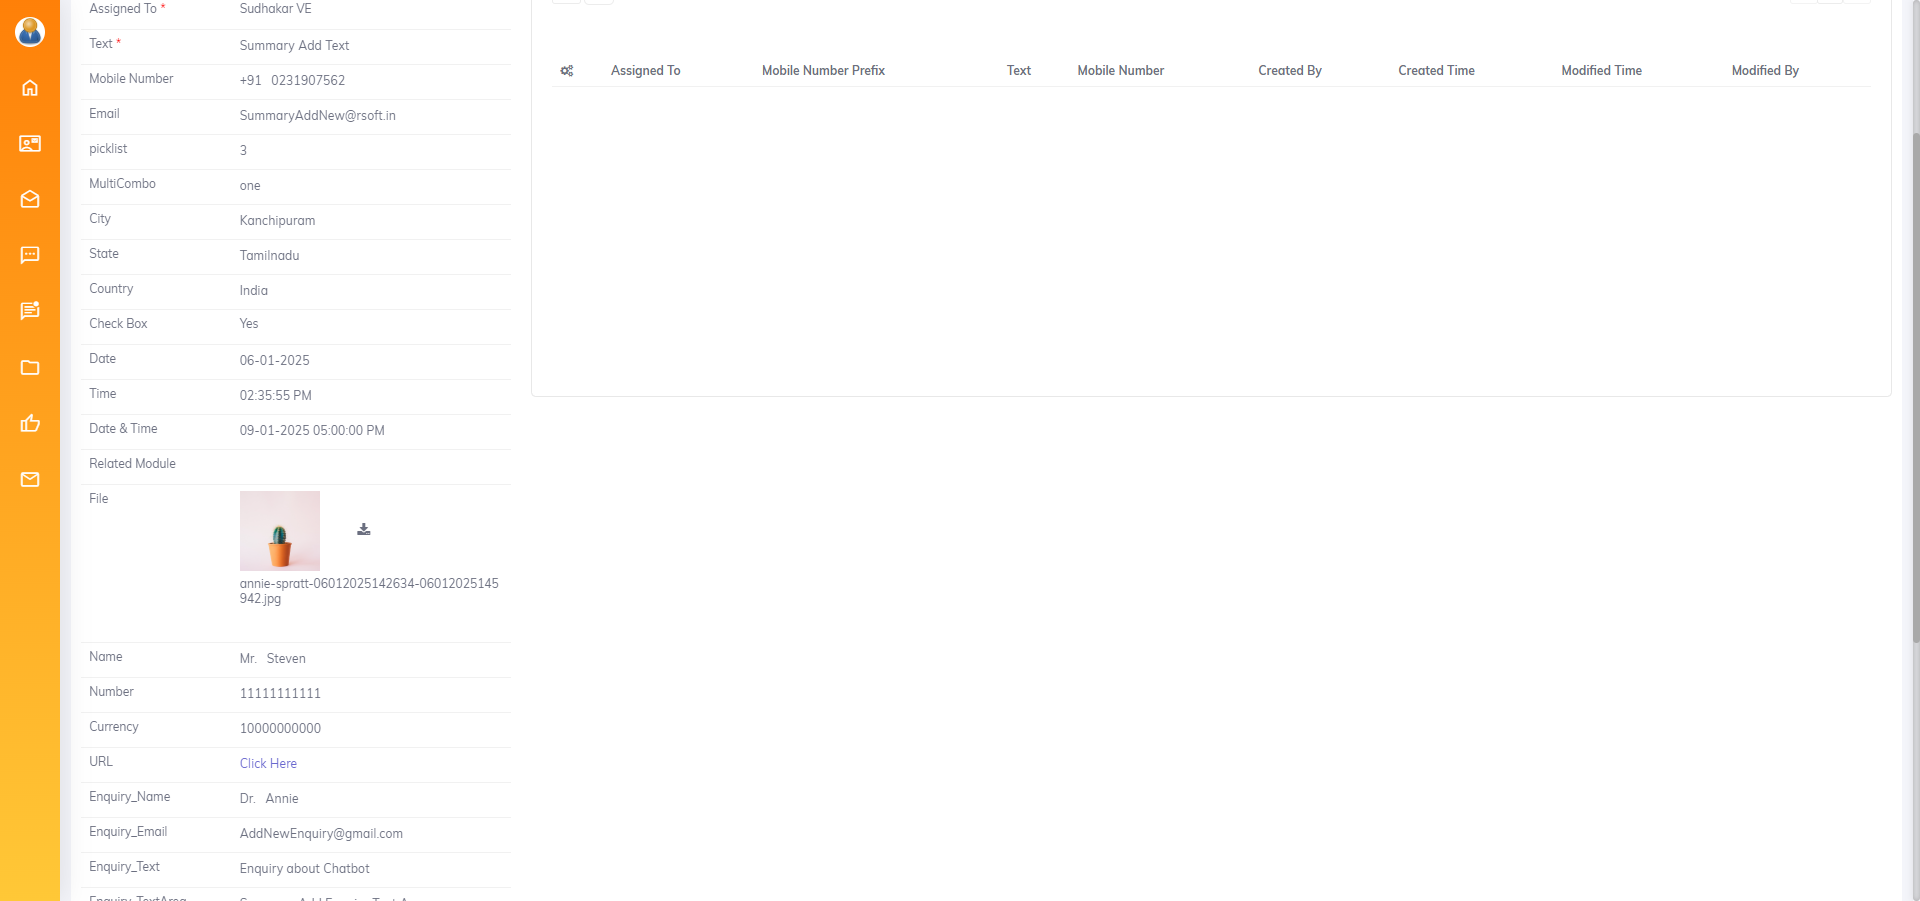 Assigned To * Sudhakar VE
Text * Summary Add Text
Mobile Number +91 0231907562
Email SummaryAddNew@rsoft.in
picklist 3
MultiCombo one
City Kanchipuram
State Tamilnadu
Country India
Check Box Yes
Date 06-01-2025
Time 02:35:55 PM
Date & Time 09-01-2025 05:00:00 PM
Related Module
File
annie-spratt-06012025142634-06012025145
942.jpg
Name Mr. Steven
Number 11111111111
Currency 10000000000
URL Click Here
Enquiry_Name Dr. Annie
Enquiry_Email AddNewEnquiry@gmail.com
Enquiry_Text Enquiry about Chatbot
Enquiry_TextArea
Assigned To Mobile Number Prefix Text Mobile Number Created By Created Time Modified Time Modified By